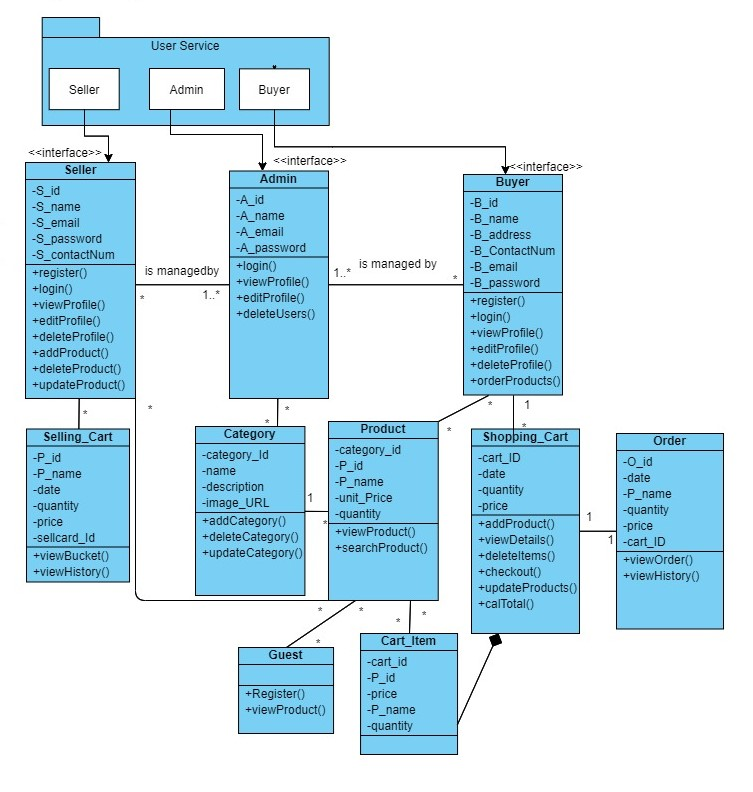 User Service
Seller
Admin
Buyer
<<interface>>
Seller
-S_id
-S_name
-S_email
-S_password
-S_contactNum
+register()
+login()
+viewProfile()
+editProfile()
+deleteProfile()
+addProduct()
+deleteProduct()
+updateProduct()
is managedby
*
1..*
<<interface>>
Admin
-A_id
-A_name
-A_email
-A_password
+login()
+viewProfile()
+editProfile()
+deleteUsers()
is managed by
1..*
*
<<interface>>
Buyer
-B_id
-B_name
-B_address
-B_ContactNum
-B_email
-B_password
+register()
+login()
+viewProfile()
+editProfile()
+deleteProfile()
+orderProducts()
*
*
*
*
*
*
1
*
Selling_Cart
-P_id
-P_name
-date
-quantity
-price
-sellcard_Id
+viewBucket()
+viewHistory()
Category
-category_Id
-name
-description
-image_URL
+addCategory()
+deleteCategory()
+updateCategory()
1
*
Product
-category_id
-P_id
-P_name
-unit_Price
-quantity
+viewProduct()
+searchProduct()
Shopping_Cart
-cart_ID
-date
-quantity
-price
+addProduct()
+viewDetails()
+deleteItems()
+checkout()
+updateProducts()
+calTotal()
1
1
Order
-O_id
-date
-P_name
-quantity
-price
-cart_ID
+viewOrder()
+viewHistory()
*
*
*
*
*
Guest
+Register()
+viewProduct()
Cart_Item
-cart_id
-P_id
-price
-P_name
-quantity